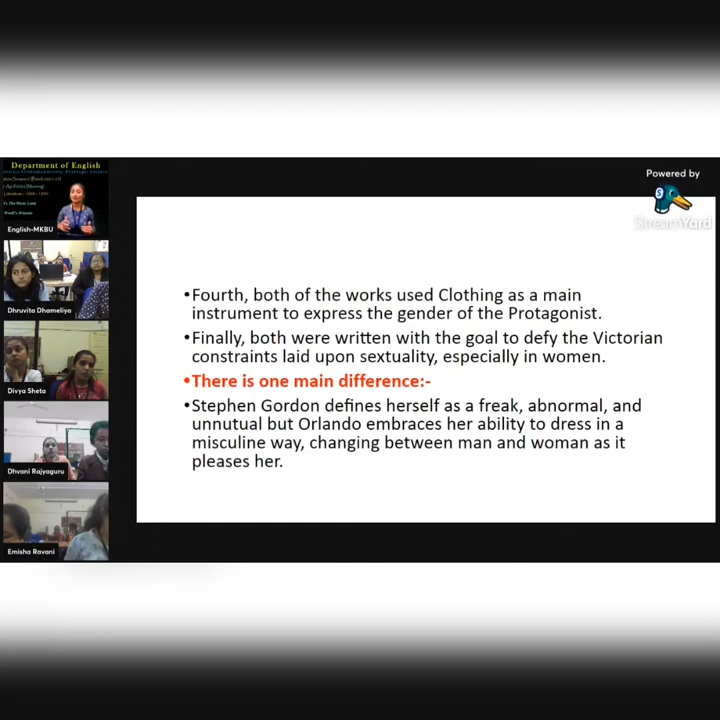 Department of English
English-MKBU
Dhruvita Dhameliya
Divya Sheta
Dhvani Rajyaguru
Emisha Ravani
Powered by
S
StreamYard
•Fourth, both of the works used Clothing as a main
instrument to express the gender of the Protagonist.
•Finally, both were written with the goal to defy the Victorian
constraints laid upon sextuality, especially in women.
•There is one main difference:-
•Stephen Gordon defines herself as a freak, abnormal, and
unnutual but Orlando embraces her ability to dress in a
misculine way, changing between man and woman as it
pleases her.